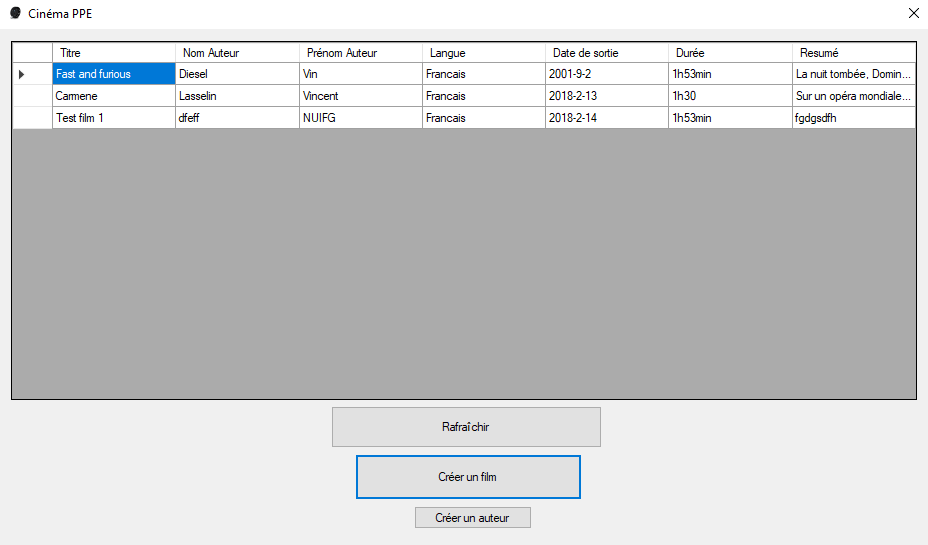 Cinéma PPE
Titre Nom Auteur Prénom Auteur Langue Date de sortie Durée Resumé
Fast and furious Diesel Vin Francais 2001-9-2 1h53min La nuit tombée, Domin...
Carmene Lasselin Vincent Francais 2018-2-13 1h30 Sur un opéra mondiale...
Test film 1 dfeff NUIFG Francais 2018-2-14 1h53min fgdgsdfh
Rafraîchir
Créer un film
Créer un auteur